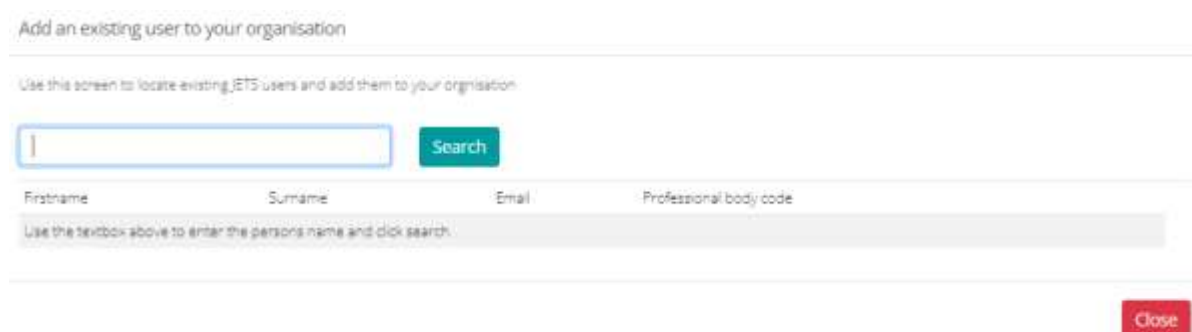 Add an existing user to your organisation
Use this screen to locate existing JETS users and add them to your orgnisation
Search
Firstname Surname Email Professional body code
Use the textbox above to enter the persons name and click search
Close